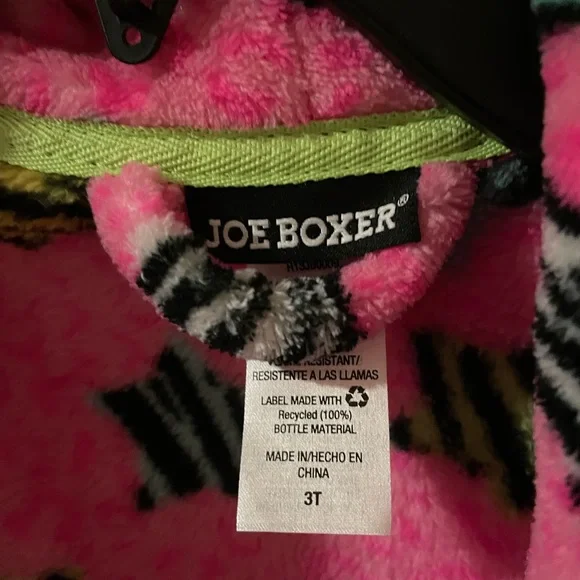 JOE BOXER®
RESISTANT/
RESISTENTE A LAS LLAMAS
LABEL MADE WITH
Recycled (100%)
BOTTLE MATERIAL
MADE IN/HECHO EN
CHINA
3T